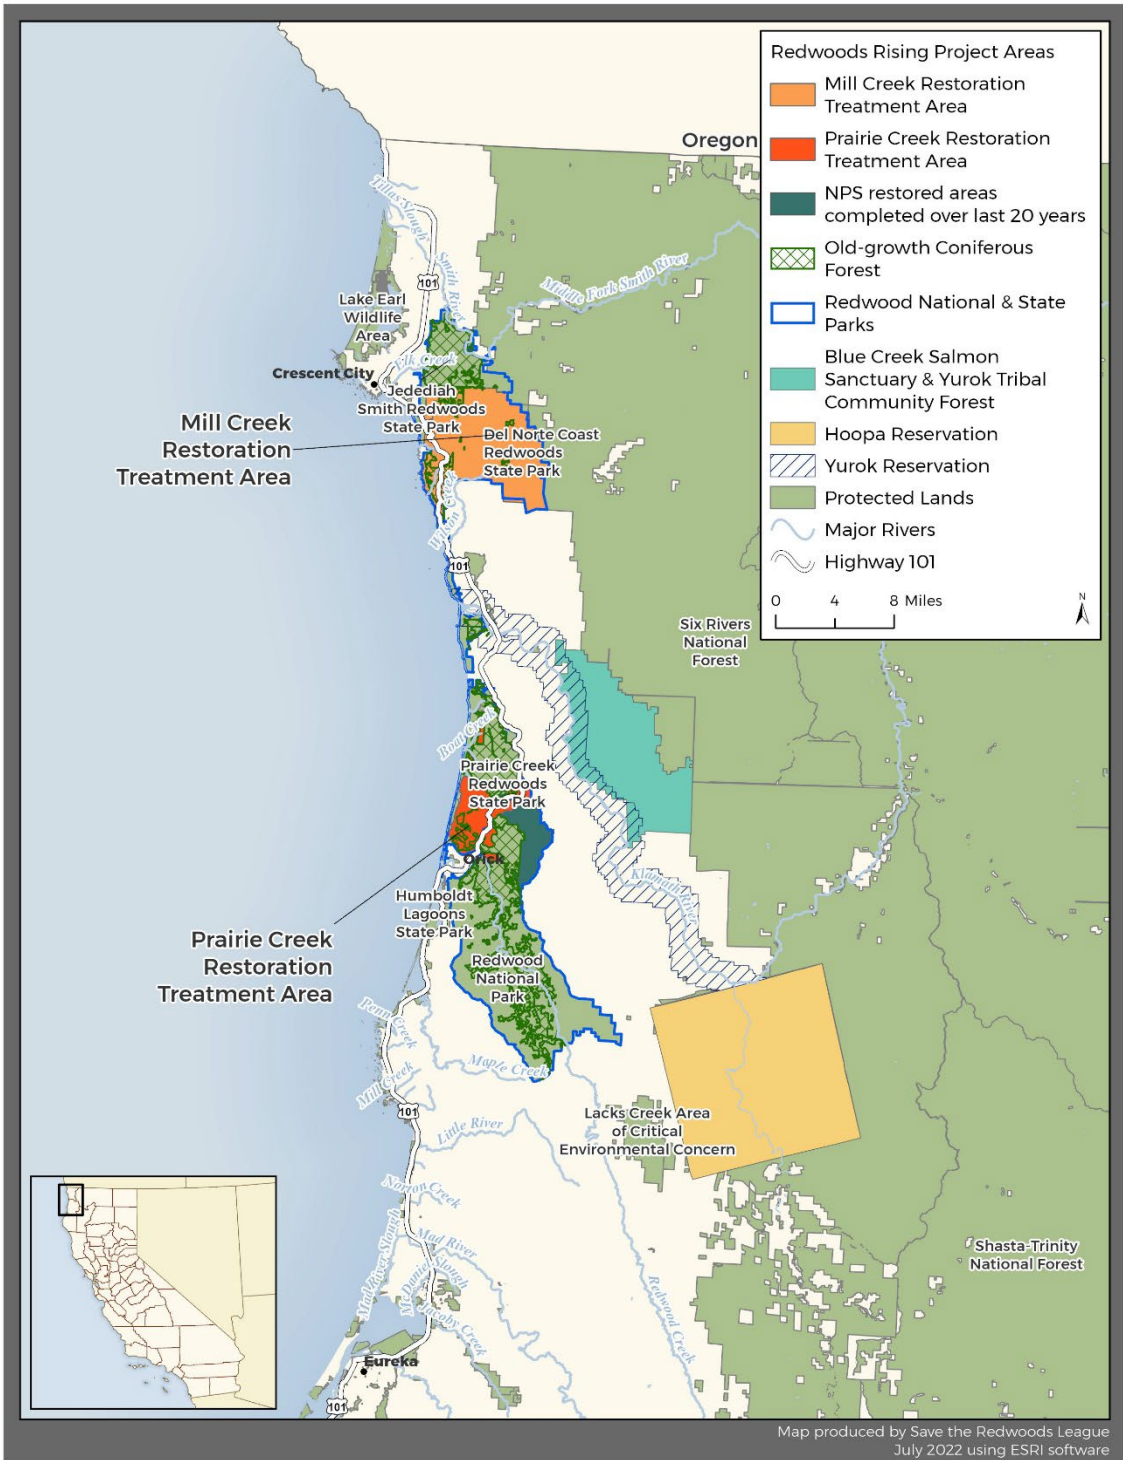 Redwoods Rising Project Areas
Mill Creek Restoration
Treatment Area
Prairie Creek Restoration
Treatment Area
NPS restored areas
completed over last 20 years
Old-growth Coniferous
Forest
Redwood National & State
Parks
Blue Creek Salmon
Sanctuary & Yurok Tribal
Community Forest
Hoopa Reservation
Yurok Reservation
Protected Lands
Major Rivers
Highway 101
0 4 8 Miles
N
Oregon
Tillas Slough
Smith River
Middle Fork Smith River
101
Lake Earl
Wildlife
Area
Elk Creek
Crescent City
Jedediah
Smith Redwoods
State Park
Mill Creek
Restoration
Treatment Area
Del Norte Coast
Redwoods
State Park
Wilson Creek
101
Six Rivers
National
Forest
Boat Creek
Prairie Creek
Redwoods
State Park
Orick
Klamath River
Humboldt
Lagoons
State Park
Prairie Creek
Restoration
Treatment Area
Redwood
National
Park
Penn Creek
Maple Creek
Mill Creek
101
Little River
Lacks Creek Area
of Critical
Environmental Concern
Norton Creek
Mad River
Mad River Slough
McDaniel Slough
Jacoby Creek
Redwood Creek
Shasta-Trinity
National Forest
Eureka
101
Map produced by Save the Redwoods League
July 2022 using ESRI software